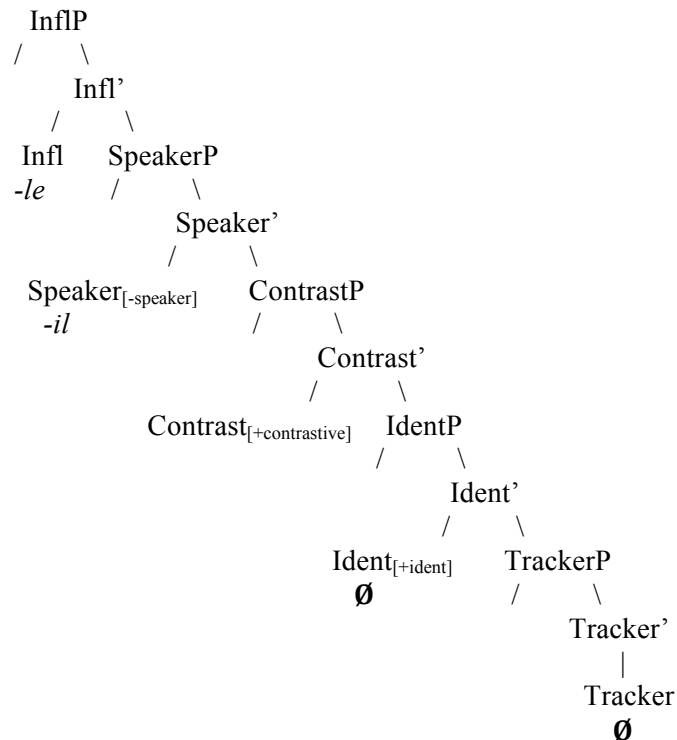 InflP
Infl’
Infl SpeakerP
-le
Speaker’
Speaker[-speaker] ContrastP
-il
Contrast’
Contrast[+contrastive] IdentP
Ident’
Ident[+ident] TrackerP
Ø
Tracker’
Tracker
Ø